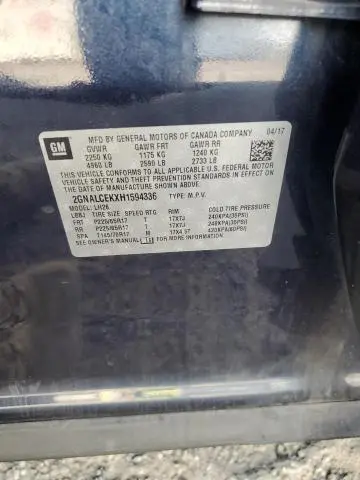 GM MFD BY GENERAL MOTORS OF CANADA COMPANY 04/17
GVWR GAWR FRT GAWR RR
2250 KG 1175 KG 1240 KG
4960 LB 2590 LB 2733 LB
THIS VEHICLE CONFORMS TO ALL APPLICABLE U.S. FEDERAL MOTOR
VEHICLE SAFETY, BUMPER, AND THEFT PREVENTION STANDARDS
IN EFFECT ON THE DATE OF MANUFACTURE SHOWN ABOVE.
2GNALCEKXH1594336 TYPE: M.P.V.
MODEL: LH26
TIRE SIZE SPEED RTG RIM COLD TIRE PRESSURE
FRT P225/65R17 T 17X7J 240KPA(35PSI)
RR P225/65R17 T 17X7J 240KPA(35PSI)
SPA T145/70R17 M 17X4.5T 420KPA(60PSI)
SEE OWNER'S MANUAL